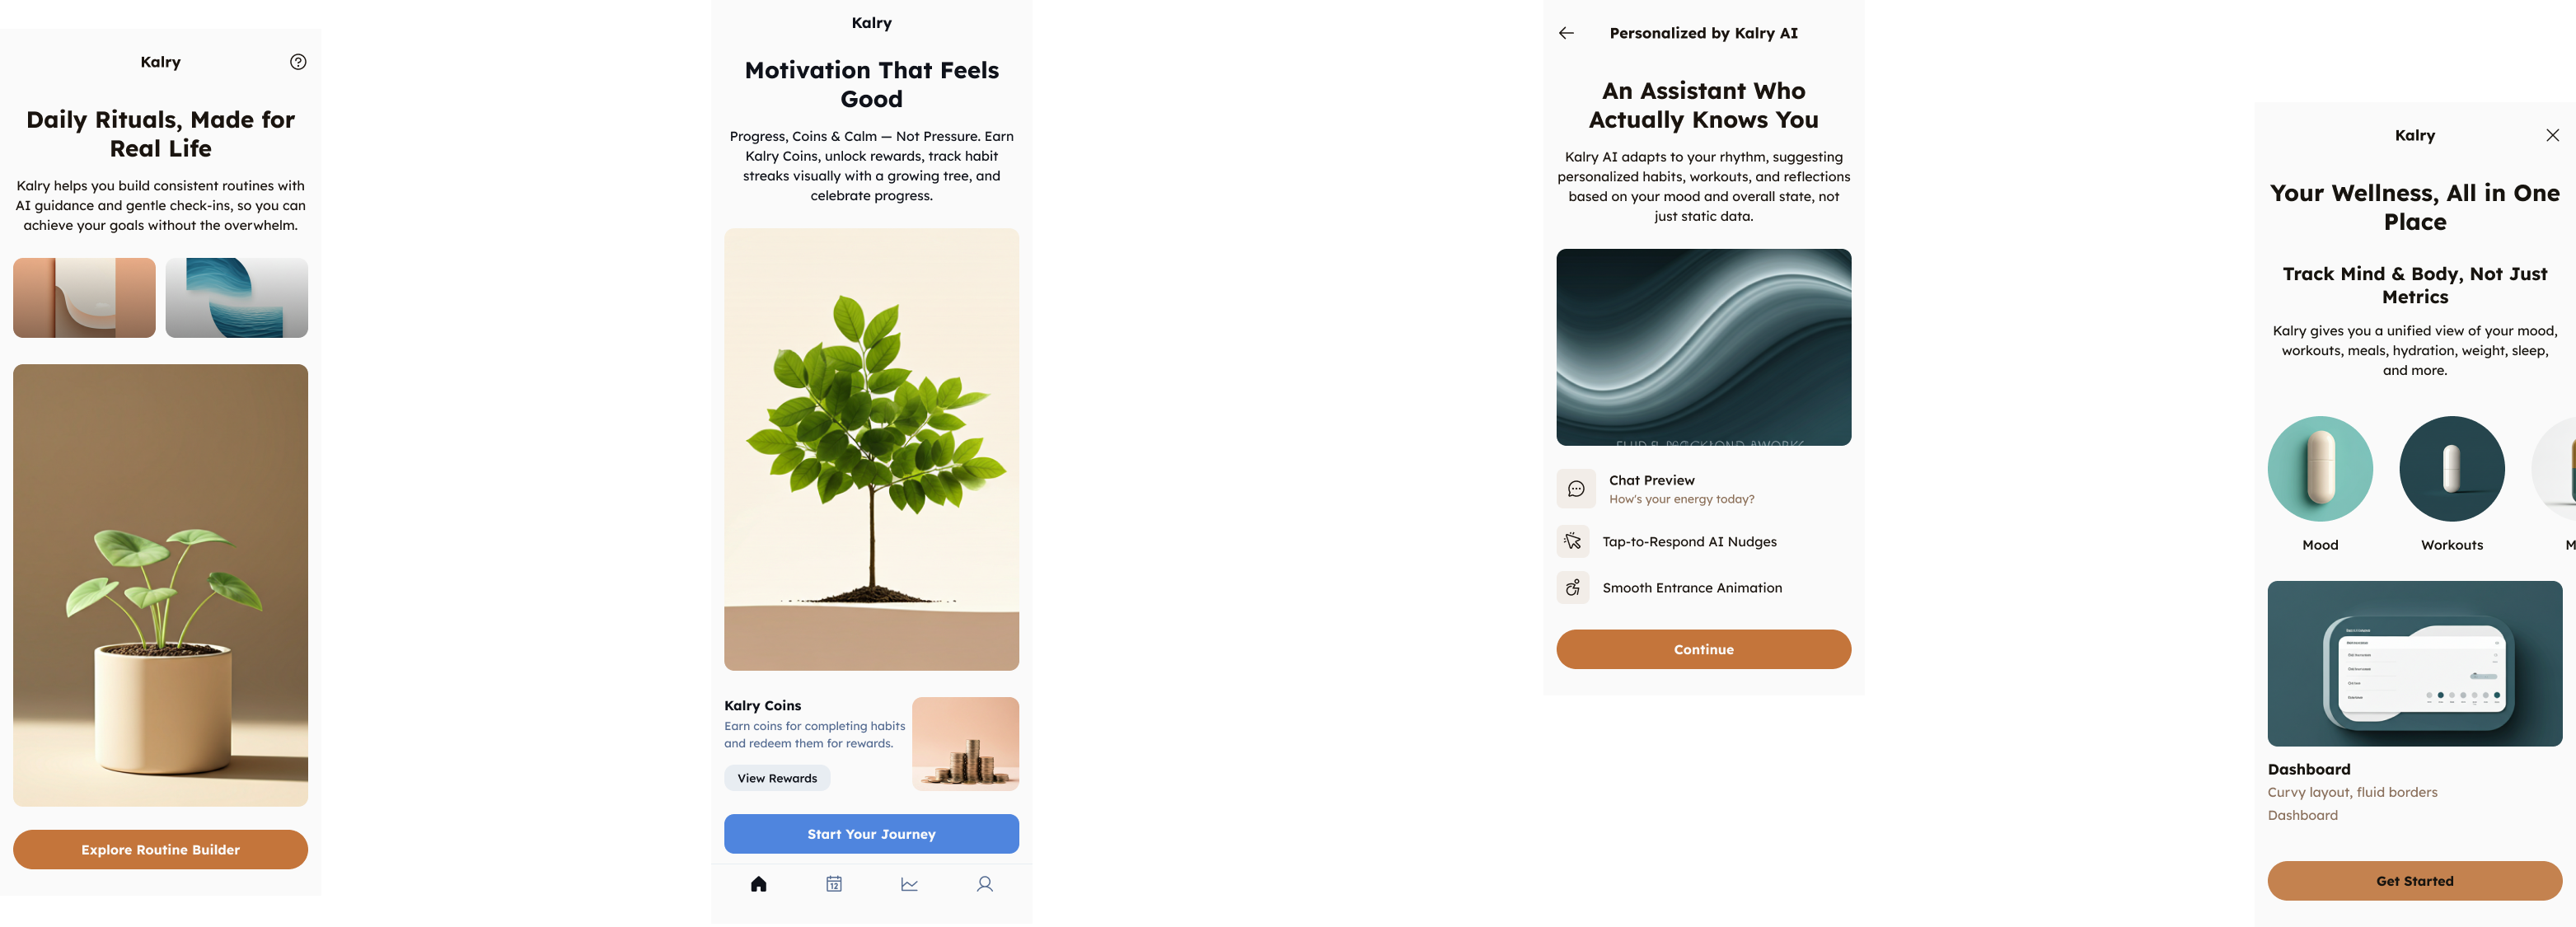 Kalry
Daily Rituals, Made for
Real Life
Kalry helps you build consistent routines with
AI guidance and gentle check-ins, so you can
achieve your goals without the overwhelm.
Explore Routine Builder
Kalry
Motivation That Feels
Good
Progress, Coins & Calm — Not Pressure. Earn
Kalry Coins, unlock rewards, track habit
streaks visually with a growing tree, and
celebrate progress.
Kalry Coins
Earn coins for completing habits
and redeem them for rewards.
View Rewards
Start Your Journey
12
Personalized by Kalry AI
An Assistant Who
Actually Knows You
Kalry AI adapts to your rhythm, suggesting
personalized habits, workouts, and reflections
based on your mood and overall state, not
just static data.
Chat Preview
How's your energy today?
Tap-to-Respond AI Nudges
Smooth Entrance Animation
Continue
Kalry
Your Wellness, All in One
Place
Track Mind & Body, Not Just
Metrics
Kalry gives you a unified view of your mood,
workouts, meals, hydration, weight, sleep,
and more.
Mood
Workouts
M
Dashboard
Curvy layout, fluid borders
Dashboard
Get Started